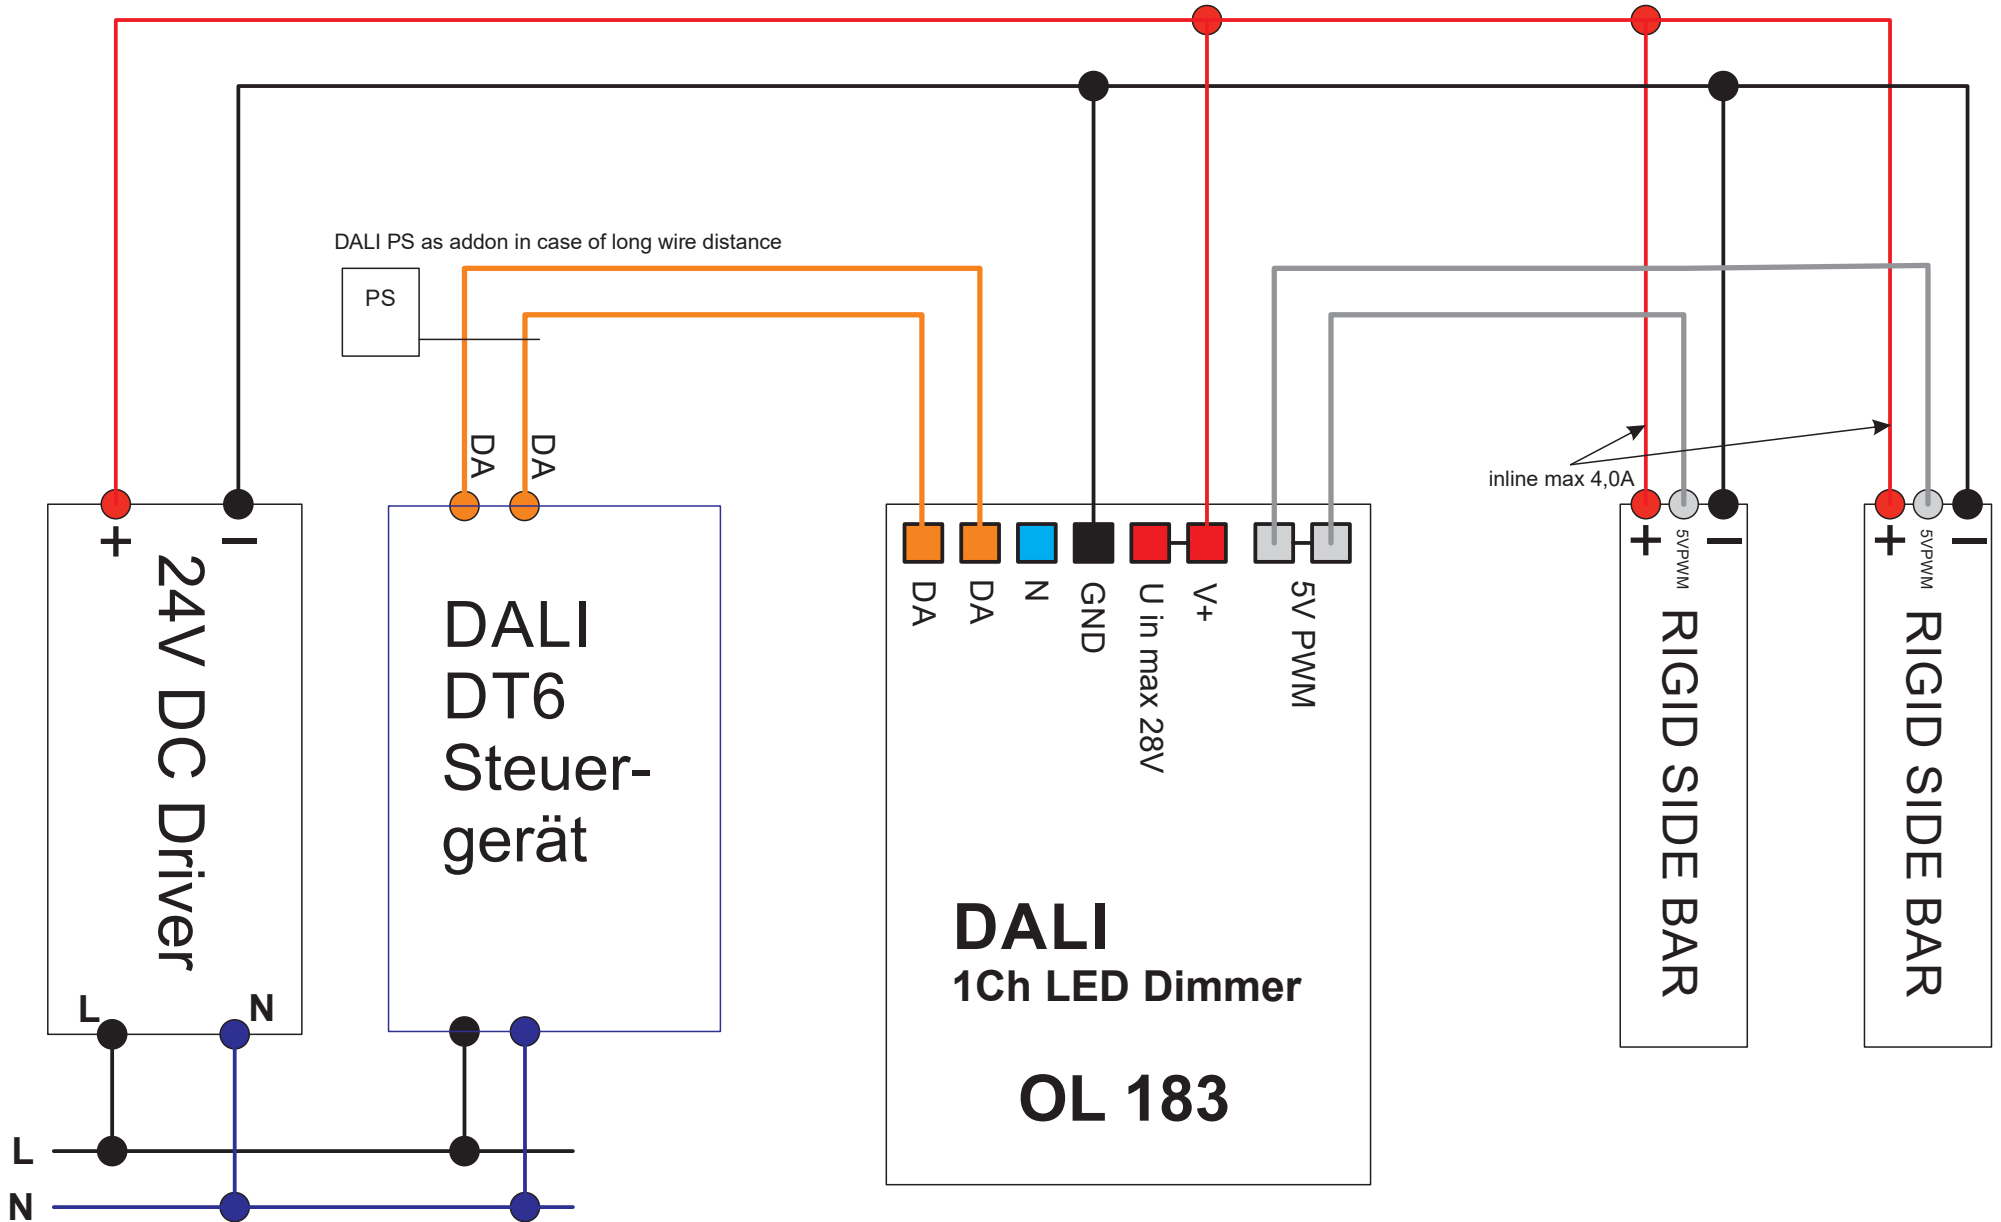 DALI PS as addon in case of long wire distance
PS
DA
DA
inline max 4,0A
+
–
24V DC Driver
L
N
DALI
DT6
Steuer-
gerät
DA
DA
N
GND
U in max 28V
V+
5V PWM
DALI
1Ch LED Dimmer
OL 183
+
5VPWM
–
RIGID SIDE BAR
+
5VPWM
–
RIGID SIDE BAR
L
N